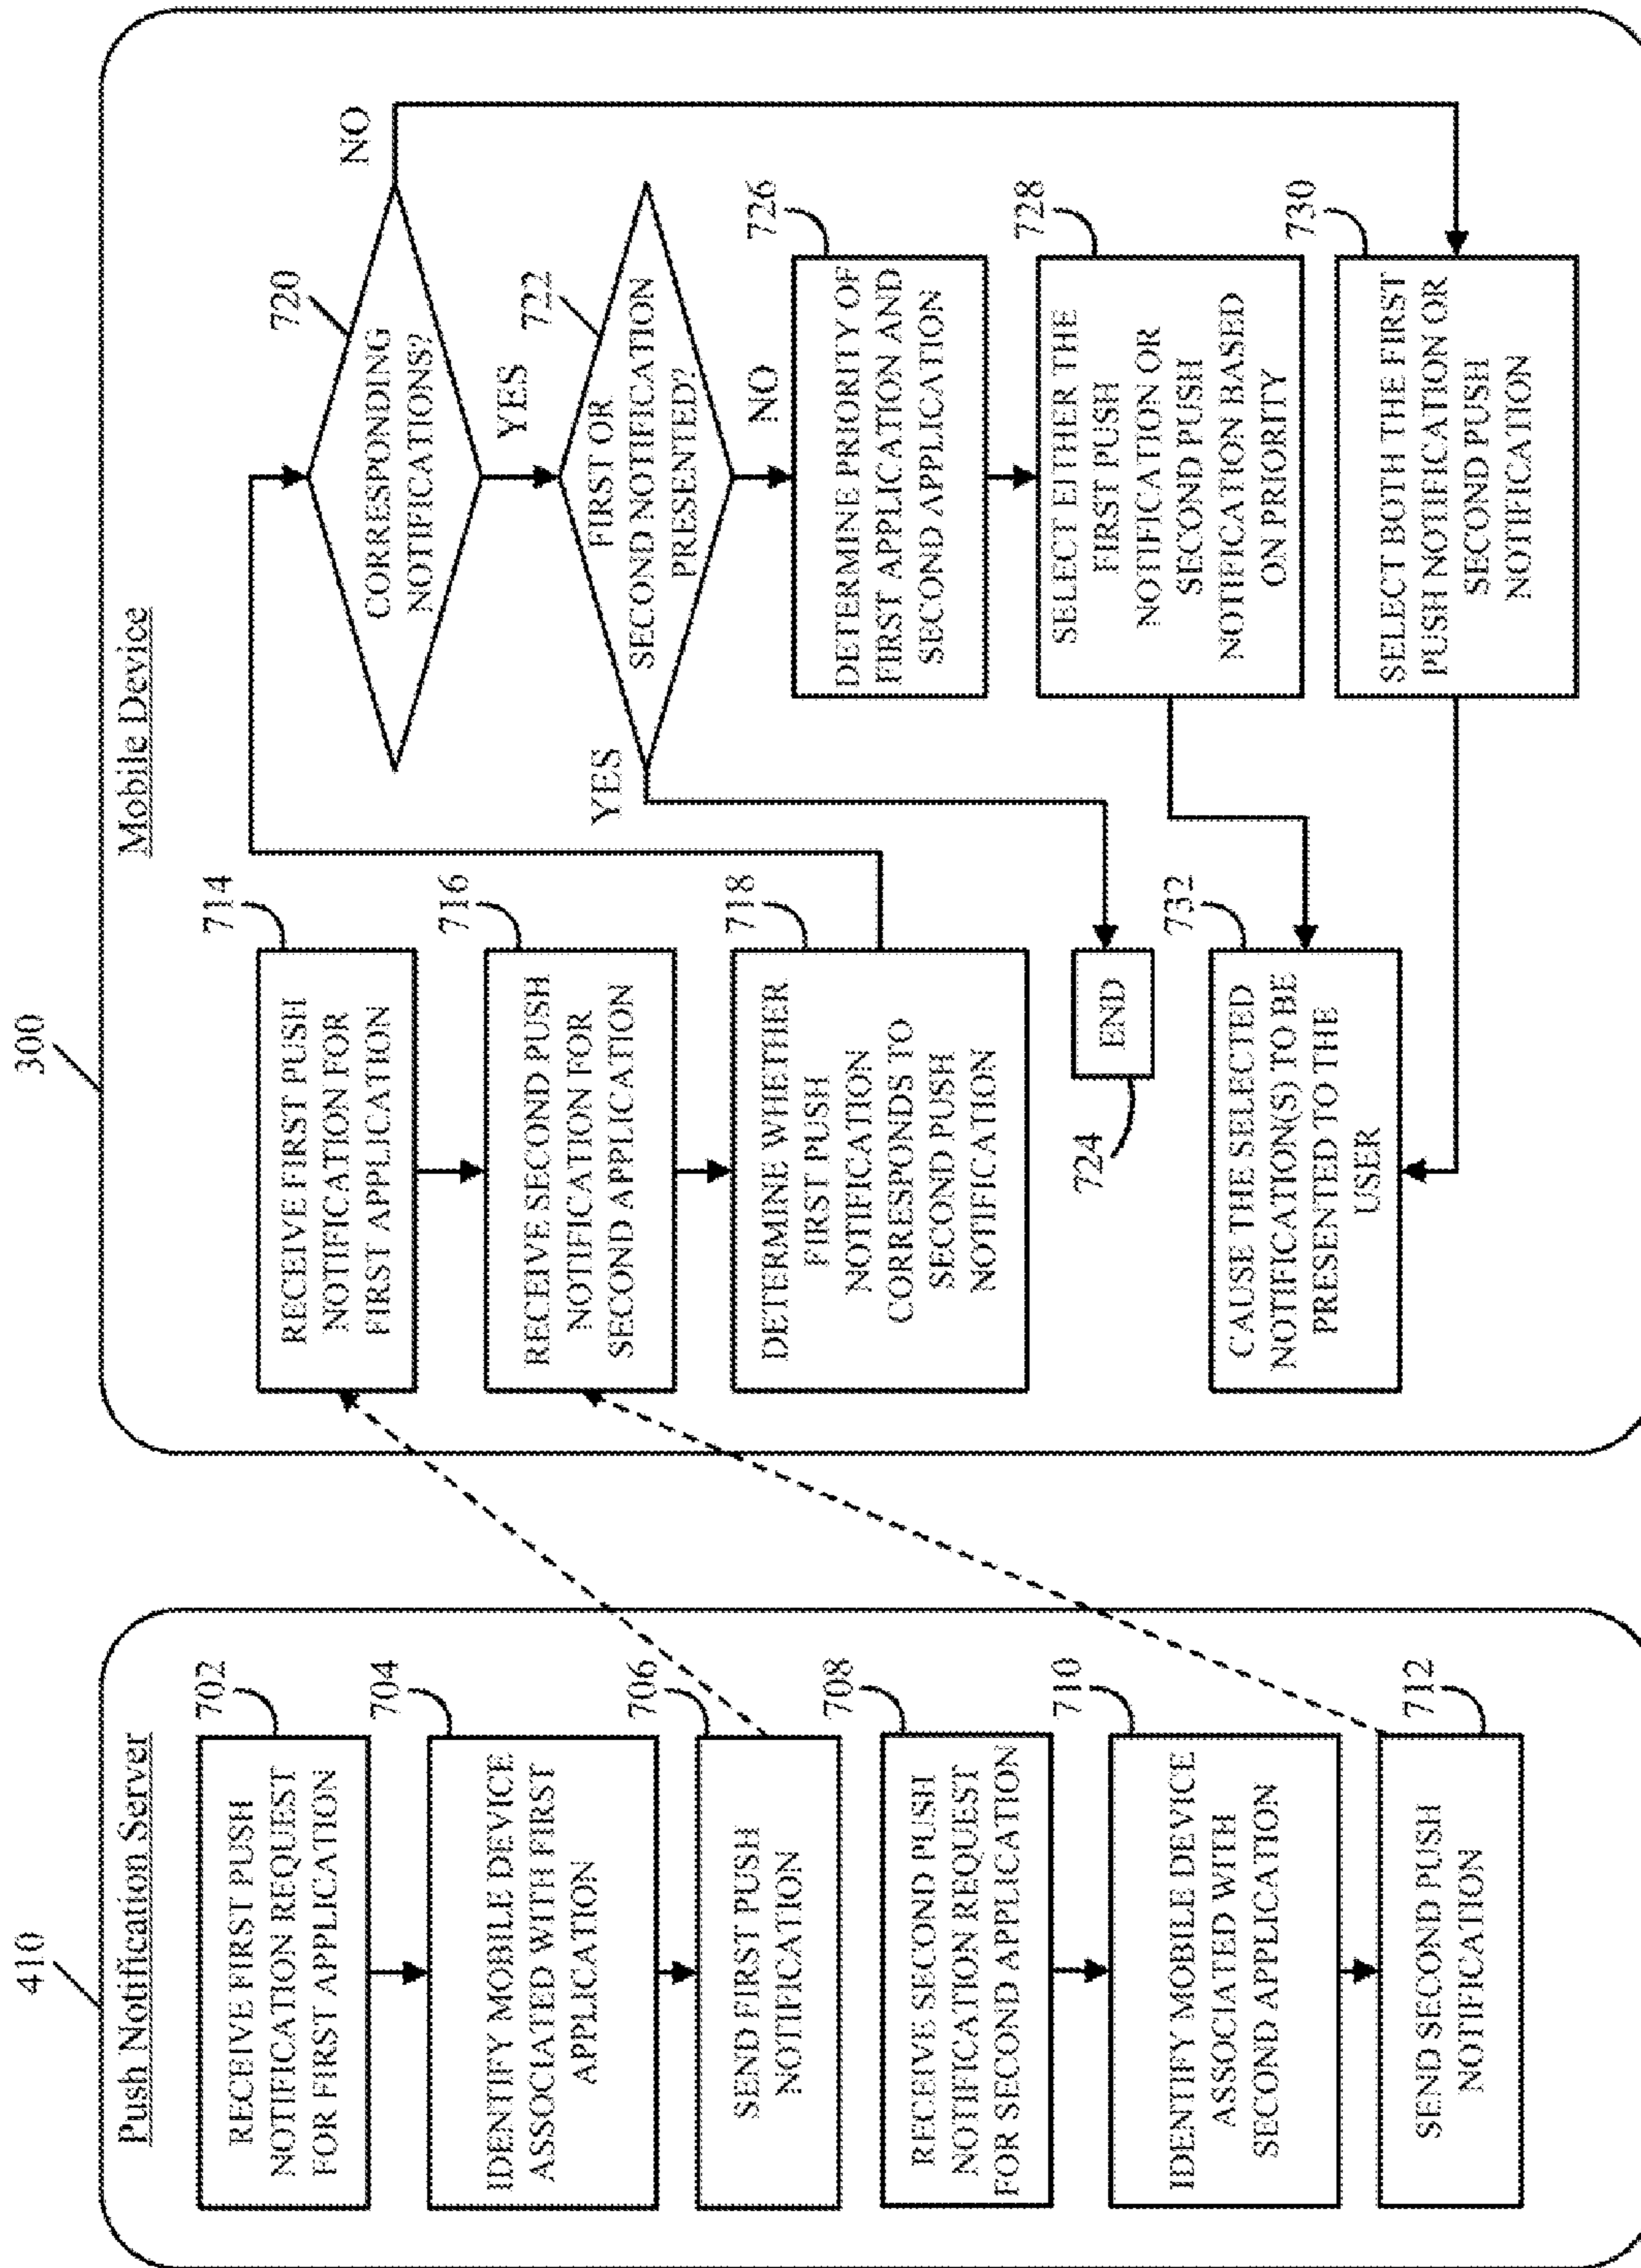 410
Push Notification Server
702
RECEIVE FIRST PUSH
NOTIFICATION REQUEST
FOR FIRST APPLICATION
704
IDENTIFY MOBILE DEVICE
ASSOCIATED WITH FIRST
APPLICATION
706
SEND FIRST PUSH
NOTIFICATION
708
RECEIVE SECOND PUSH
NOTIFICATION REQUEST
FOR SECOND APPLICATION
710
IDENTIFY MOBILE DEVICE
ASSOCIATED WITH
SECOND APPLICATION
712
SEND SECOND PUSH
NOTIFICATION
300
Mobile Device
714
RECEIVE FIRST PUSH
NOTIFICATION FOR
FIRST APPLICATION
716
RECEIVE SECOND PUSH
NOTIFICATION FOR
SECOND APPLICATION
718
DETERMINE WHETHER
FIRST PUSH
NOTIFICATION
CORRESPONDS TO
SECOND PUSH
NOTIFICATION
720
CORRESPONDING
NOTIFICATIONS?
NO
YES
722
FIRST OR
SECOND NOTIFICATION
PRESENTED?
YES
NO
724
END
726
DETERMINE PRIORITY OF
FIRST APPLICATION AND
SECOND APPLICATION
728
SELECT EITHER THE
FIRST PUSH
NOTIFICATION OR
SECOND PUSH
NOTIFICATION BASED
ON PRIORITY
730
SELECT BOTH THE FIRST
PUSH NOTIFICATION OR
SECOND PUSH
NOTIFICATION
732
CAUSE THE SELECTED
NOTIFICATION(S) TO BE
PRESENTED TO THE
USER